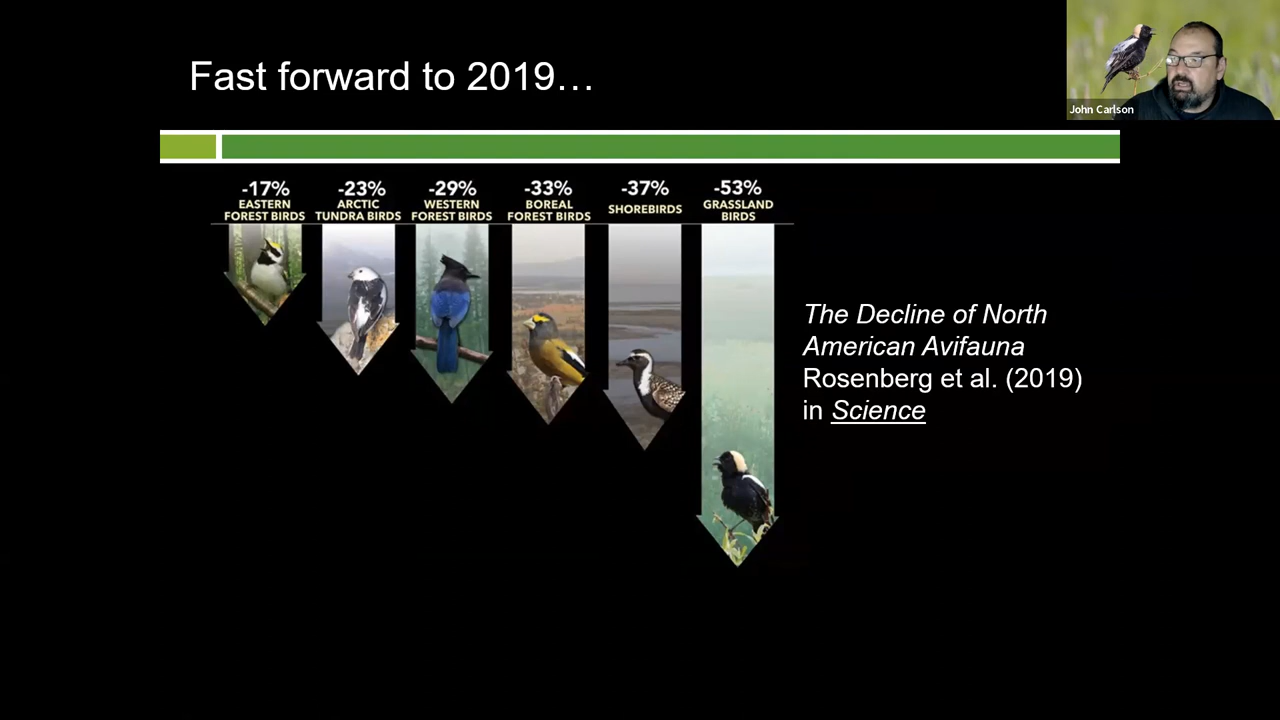 Fast forward to 2019…
John Carlson
-17%
EASTERN
FOREST BIRDS
-23%
ARCTIC
TUNDRA BIRDS
-29%
WESTERN
FOREST BIRDS
-33%
BOREAL
FOREST BIRDS
-37%
SHOREBIRDS
-53%
GRASSLAND
BIRDS
The Decline of North
American Avifauna
Rosenberg et al. (2019)
in Science